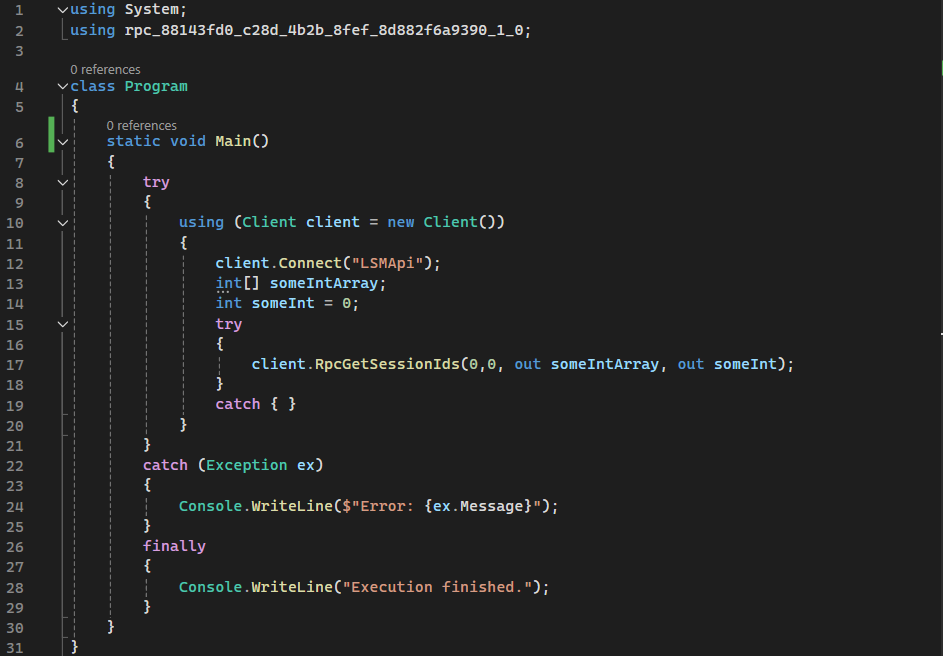 1 using System;
2 using rpc_88143fd0_c28d_4b2b_8fef_8d882f6a9390_1_0;
3
0 references
4 class Program
5 {
0 references
6 static void Main()
7 {
8 try
9 {
10 using (Client client = new Client())
11 {
12 client.Connect("LSMApi");
13 int[] someIntArray;
14 int someInt = 0;
15 try
16 {
17 client.RpcGetSessionIds(0,0, out someIntArray, out someInt);
18 }
19 catch { }
20 }
21 }
22 catch (Exception ex)
23 {
24 Console.WriteLine($"Error: {ex.Message}");
25 }
26 finally
27 {
28 Console.WriteLine("Execution finished.");
29 }
30 }
31 }